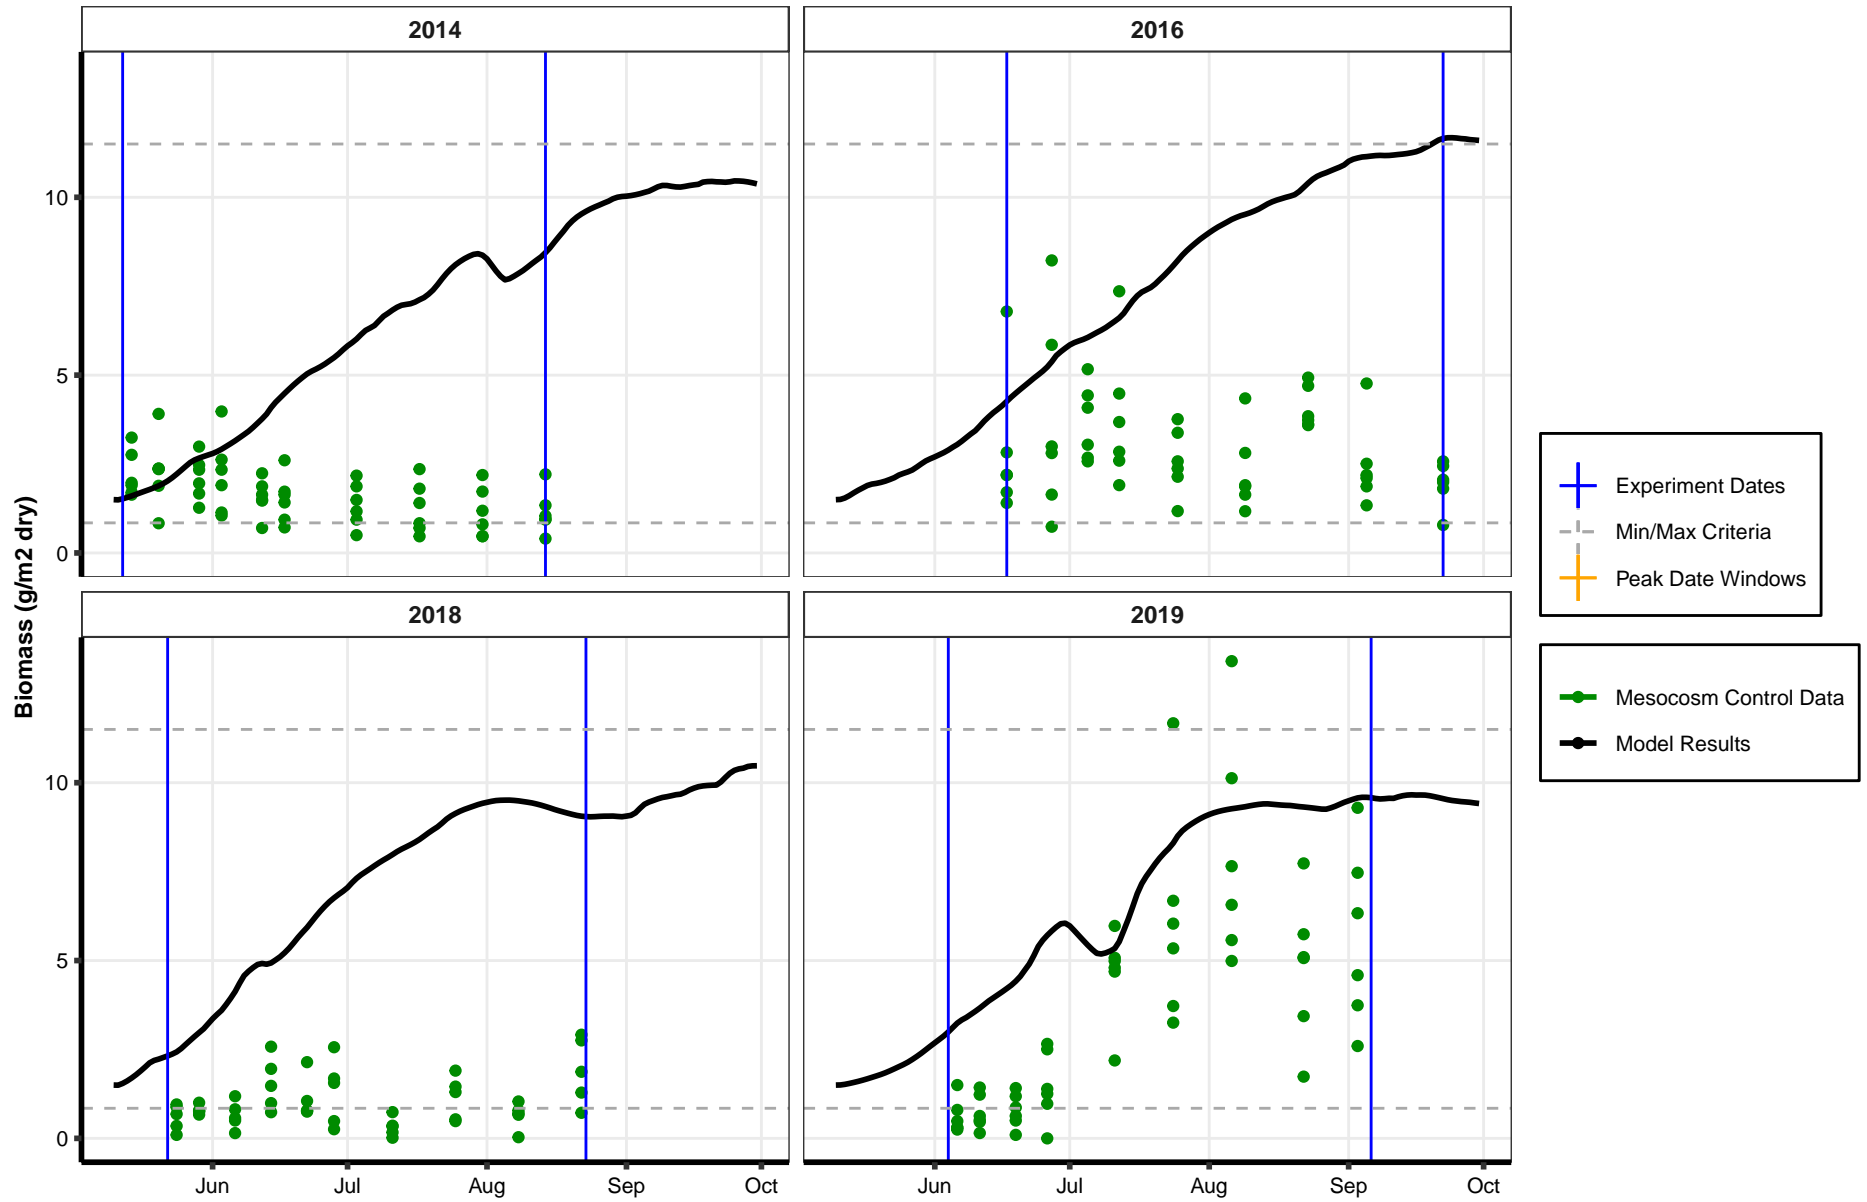 2014
2016
10
5
0
2018
2019
10
5
0
Jun Jul Aug Sep Oct
Jun Jul Aug Sep Oct
Biomass (g/m2 dry)
Experiment Dates
Min/Max Criteria
Peak Date Windows
Mesocosm Control Data
Model Results